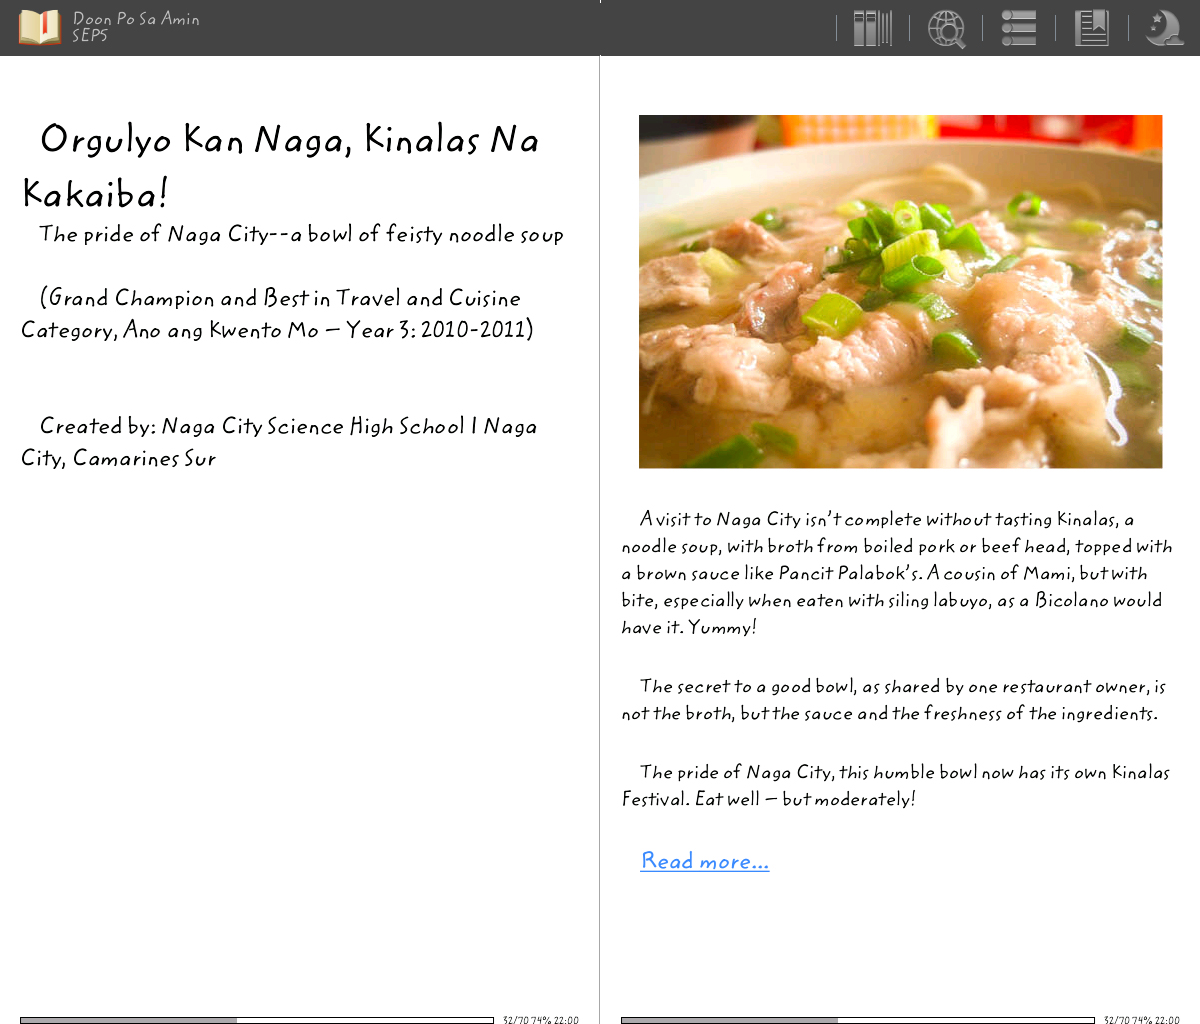 Doon Po Sa Amin
SEPS
Orgulyo Kan Naga, Kinalas Na
Kakaiba!
The pride of Naga City--a bowl of feisty noodle soup
(Grand Champion and Best in Travel and Cuisine
Category, Ano ang Kwento Mo – Year 3: 2010-2011)
Created by: Naga City Science High School | Naga
City, Camarines Sur
32/70 74% 22:00
A visit to Naga City isn't complete without tasting Kinalas, a
noodle soup, with broth from boiled pork or beef head, topped with
a brown sauce like Pancit Palabok's. A cousin of Mami, but with
bite, especially when eaten with siling labuyo, as a Bicolano would
have it. Yummy!
The secret to a good bowl, as shared by one restaurant owner, is
not the broth, but the sauce and the freshness of the ingredients.
The pride of Naga City, this humble bowl now has its own Kinalas
Festival. Eat well – but moderately!
Read more...
32/70 74% 22:00